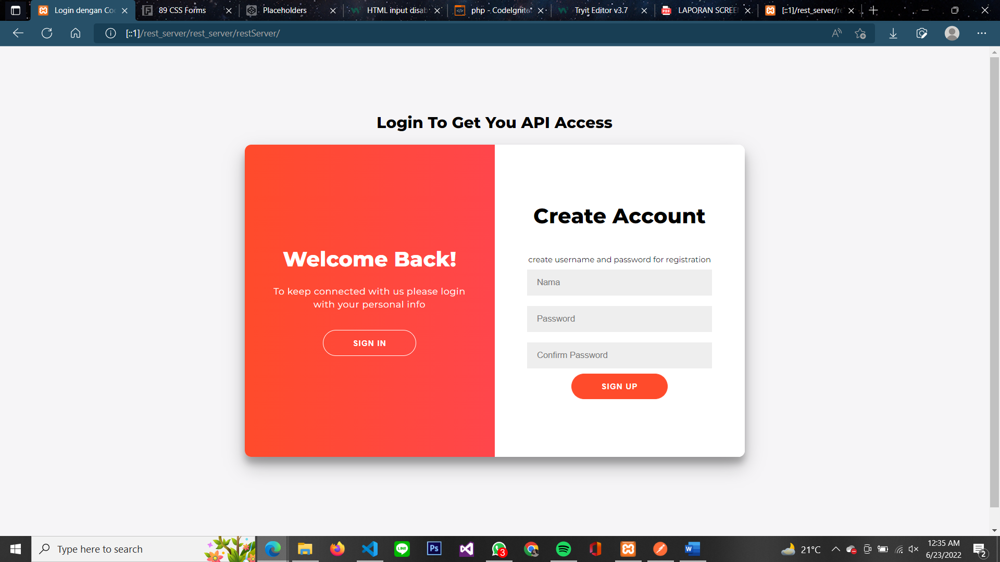 Login dengan Co
89 CSS Forms
Placeholders
HTML input disab
php - CodeIgnite
Tryit Editor v3.7
LAPORAN SCREE
[::1]/rest_server/re
[::1]/rest_server/rest_server/restServer/
Login To Get You API Access
Welcome Back!
To keep connected with us please login
with your personal info
SIGN IN
Create Account
create username and password for registration
Nama
Password
Confirm Password
SIGN UP
Type here to search
LINE
Ps
3
W
21°C
12:35 AM
6/23/2022
2